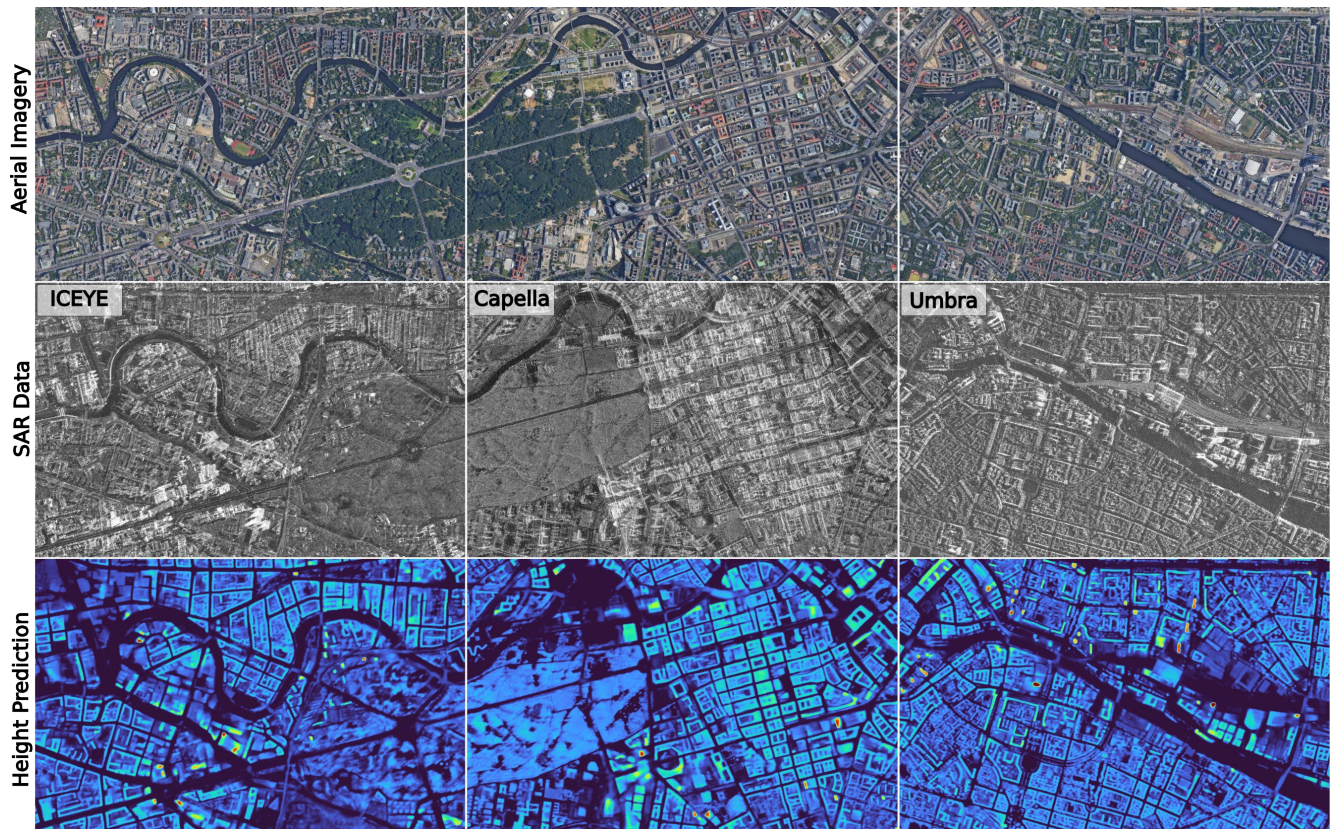 Aerial Imagery
ICEYE
Capella
Umbra
SAR Data
Height Prediction